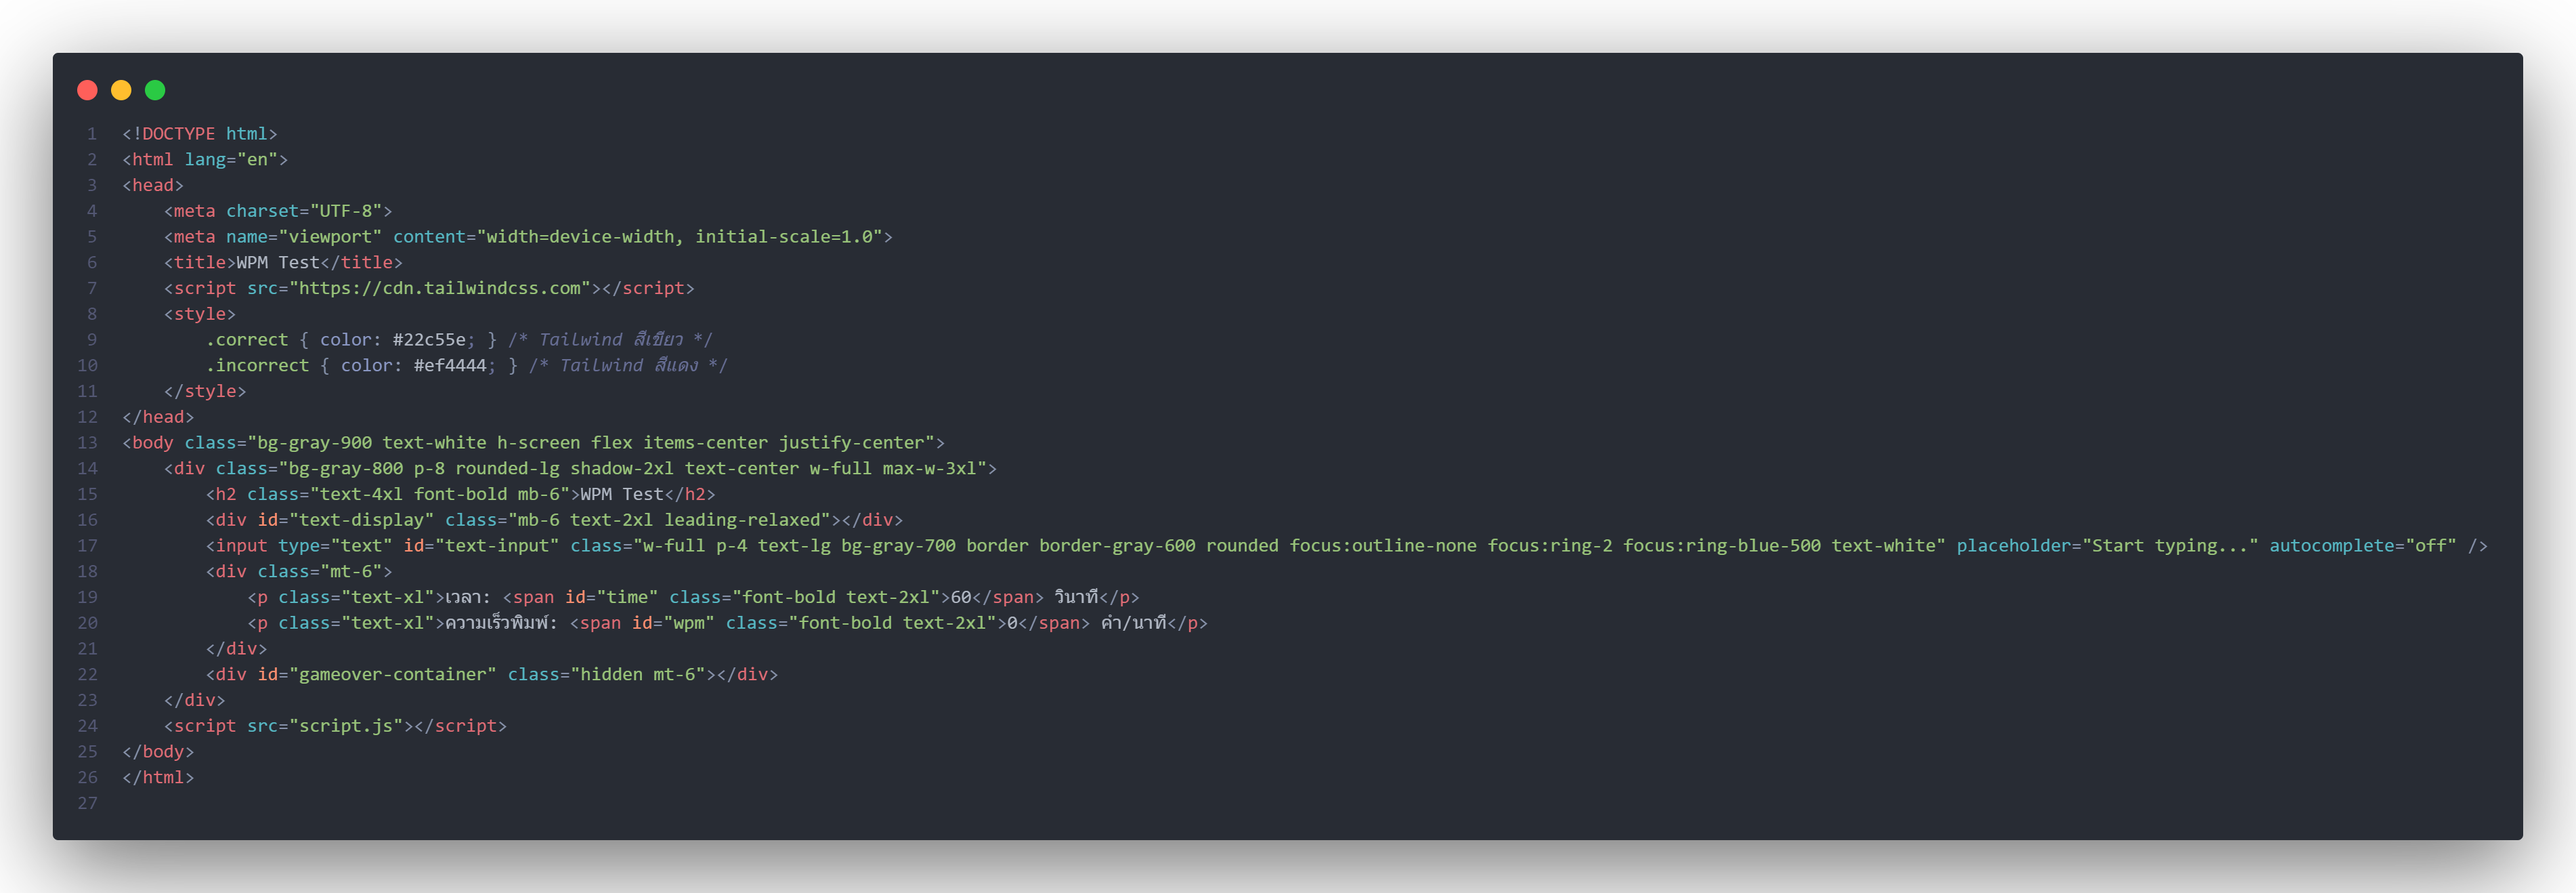 1 <!DOCTYPE html>
2 <html lang="en">
3 <head>
4     <meta charset="UTF-8">
5     <meta name="viewport" content="width=device-width, initial-scale=1.0">
6     <title>WPM Test</title>
7     <script src="https://cdn.tailwindcss.com"></script>
8     <style>
9         .correct { color: #22c55e; } /* Tailwind สีเขียว */
10         .incorrect { color: #ef4444; } /* Tailwind สีแดง */
11     </style>
12 </head>
13 <body class="bg-gray-900 text-white h-screen flex items-center justify-center">
14     <div class="bg-gray-800 p-8 rounded-lg shadow-2xl text-center w-full max-w-3xl">
15         <h2 class="text-4xl font-bold mb-6">WPM Test</h2>
16         <div id="text-display" class="mb-6 text-2xl leading-relaxed"></div>
17         <input type="text" id="text-input" class="w-full p-4 text-lg bg-gray-700 border border-gray-600 rounded focus:outline-none focus:ring-2 focus:ring-blue-500 text-white" placeholder="Start typing..." autocomplete="off" />
18         <div class="mt-6">
19             <p class="text-xl">เวลา: <span id="time" class="font-bold text-2xl">60</span> วินาที</p>
20             <p class="text-xl">ความเร็วพิมพ์: <span id="wpm" class="font-bold text-2xl">0</span> คำ/นาที</p>
21         </div>
22         <div id="gameover-container" class="hidden mt-6"></div>
23     </div>
24     <script src="script.js"></script>
25 </body>
26 </html>
27